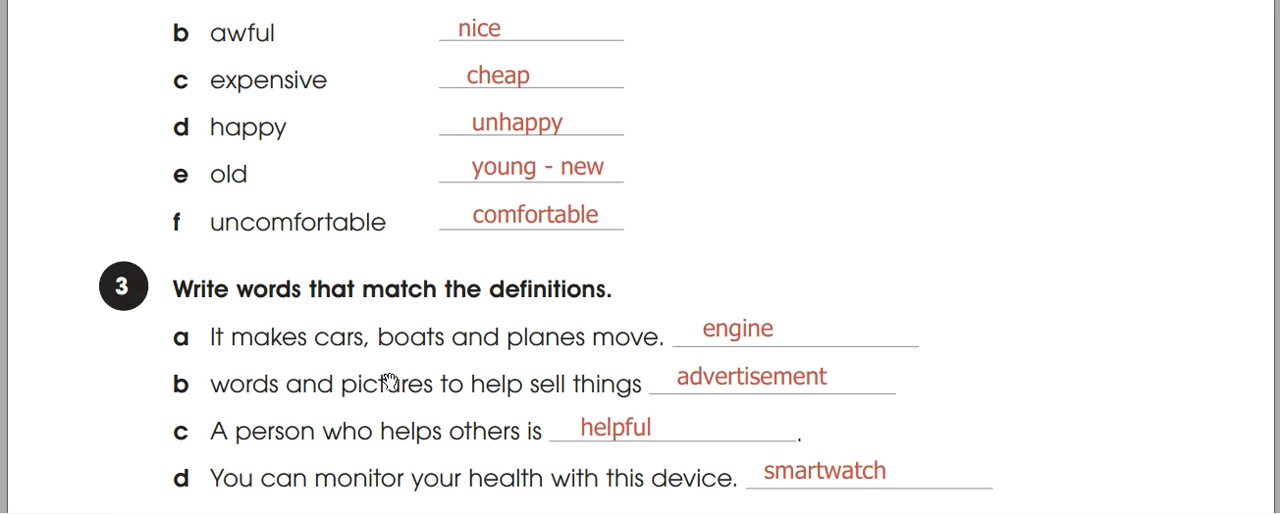 b awful nice
c expensive cheap
d happy unhappy
e old young - new
f uncomfortable comfortable
3 Write words that match the definitions.
a It makes cars, boats and planes move. engine
b words and pictures to help sell things advertisement
c A person who helps others is helpful.
d You can monitor your health with this device. smartwatch